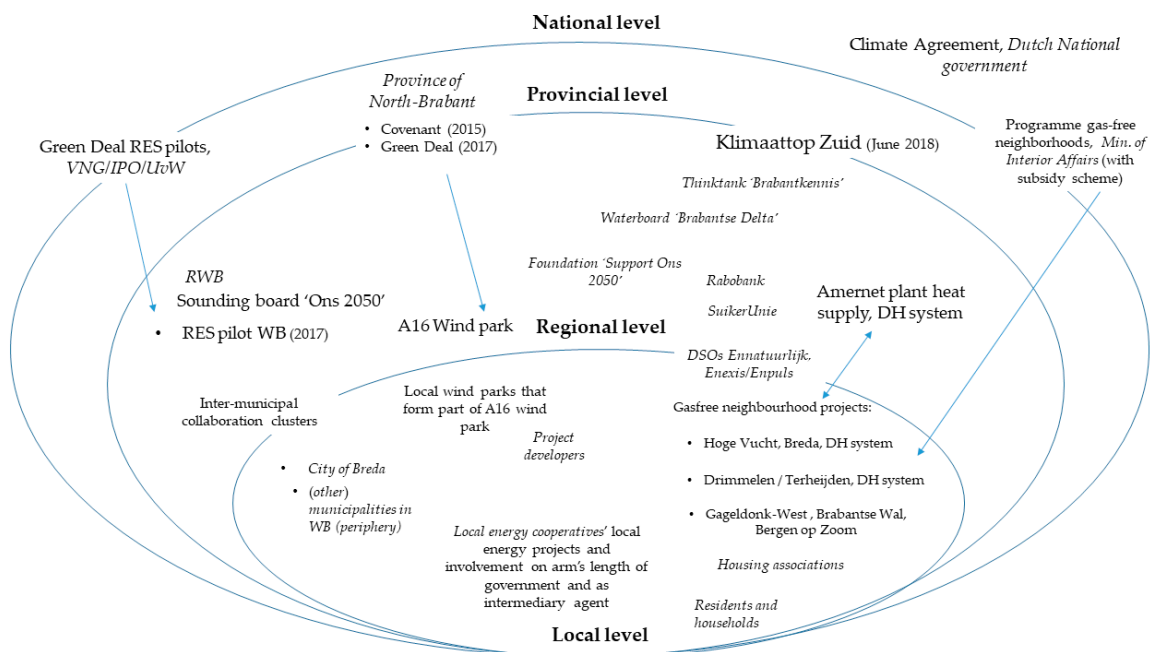 National level
Climate Agreement, Dutch National
government
Province of
North-Brabant
• Covenant (2015)
• Green Deal (2017)
Provincial level
Green Deal RES pilots,
VNG/IPO/UvW
Klimaattop Zuid (June 2018)
Programme gas-free
neighborhoods, Min. of
Interior Affairs (with
subsidy scheme)
Thinktank ‘Brabantkennis’
Waterboard ‘Brabantse Delta’
Foundation ‘Support Ons
2050’
Rabobank
SuikerUnie
RWB
Sounding board ‘Ons 2050’
• RES pilot WB (2017)
A16 Wind park
Regional level
Amernet plant heat
supply, DH system
DSOs Ennatuurlijk,
Enexis/Enpuls
Inter-municipal
collaboration clusters
Local wind parks that
form part of A16 wind
park
Project
developers
Gasfree neighbourhood projects:
• Hoge Vucht, Breda, DH system
• Drimmelen / Terheijden, DH system
• Gageldonk-West , Brabantse Wal,
Bergen op Zoom
• City of Breda
• (other)
municipalities in
WB (periphery)
Local energy cooperatives’ local
energy projects and
involvement on arm’s length of
government and as
intermediary agent
Housing associations
Residents and
households
Local level